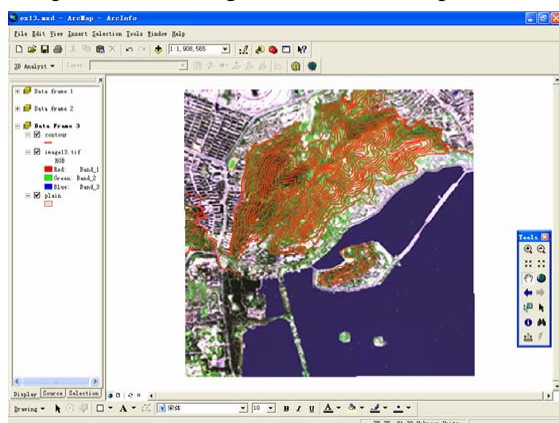 ex13.mxd - ArcMap - ArcInfo
File Edit View Insert Selection Tools Window Help
1:1,908,565
3D Analyst Layer:
Data frame 1
Data frame 2
Data Frame 3
contour
image13.tif
RGB
Red: Band_1
Green: Band_2
Blue: Band_3
plain
Tools
Display Source Selection
Drawing A 宋体 10 B I U A